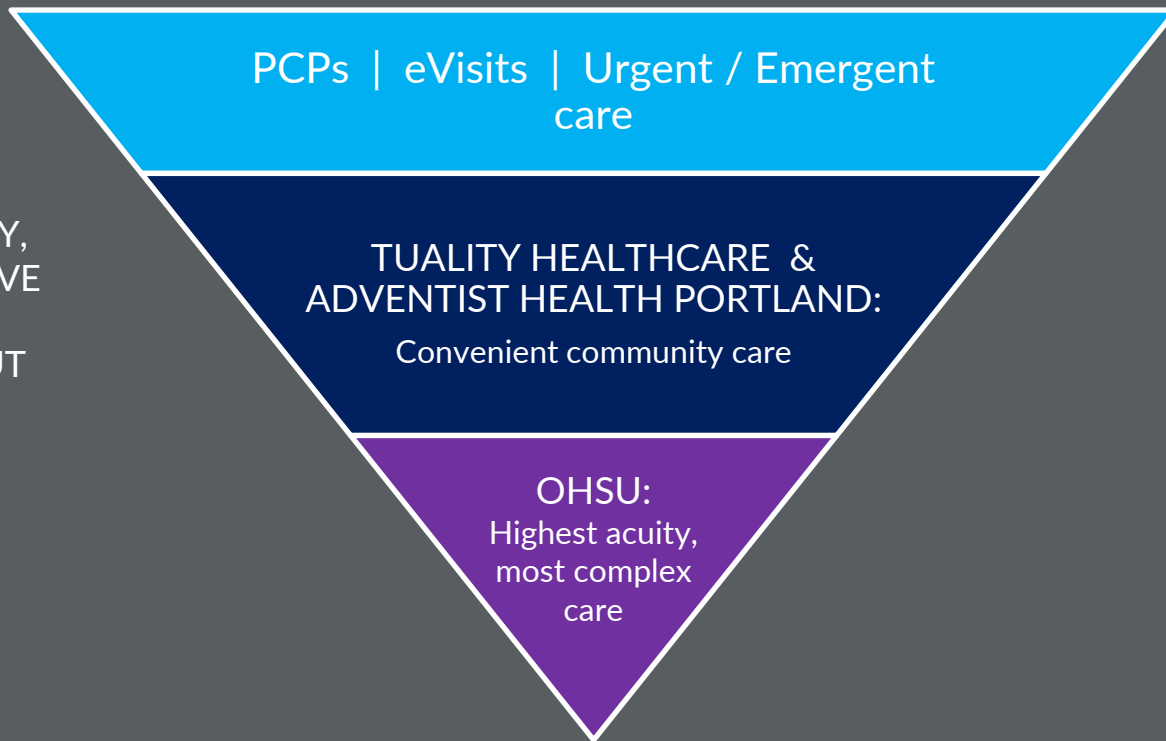 PCPs | eVisits | Urgent / Emergent
care
TUALITY HEALTHCARE &
ADVENTIST HEALTH PORTLAND:
Convenient community care
OHSU:
Highest acuity,
most complex
care